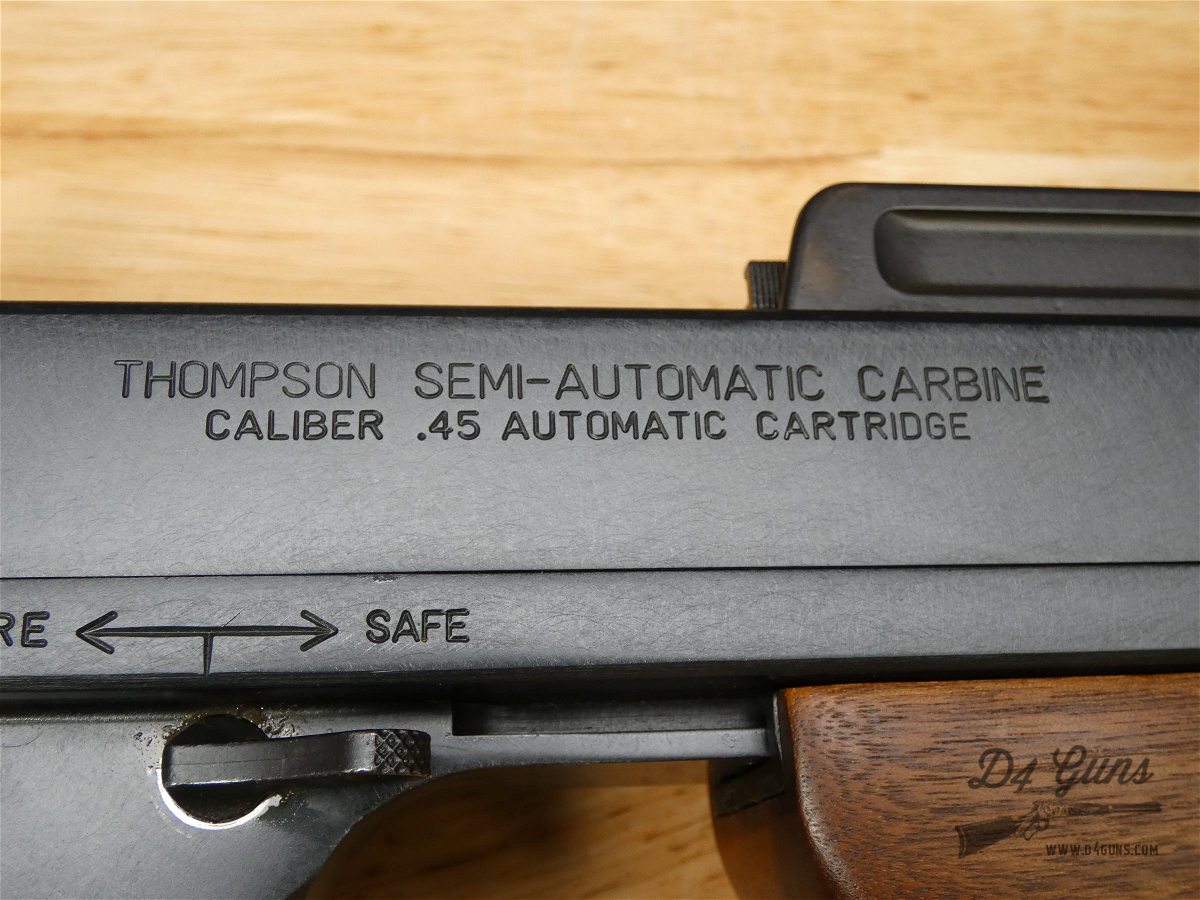 THOMPSON SEMI-AUTOMATIC CARBINE
CALIBER .45 AUTOMATIC CARTRIDGE
RE SAFE
D4 Guns
WWW.D4GUNS.COM